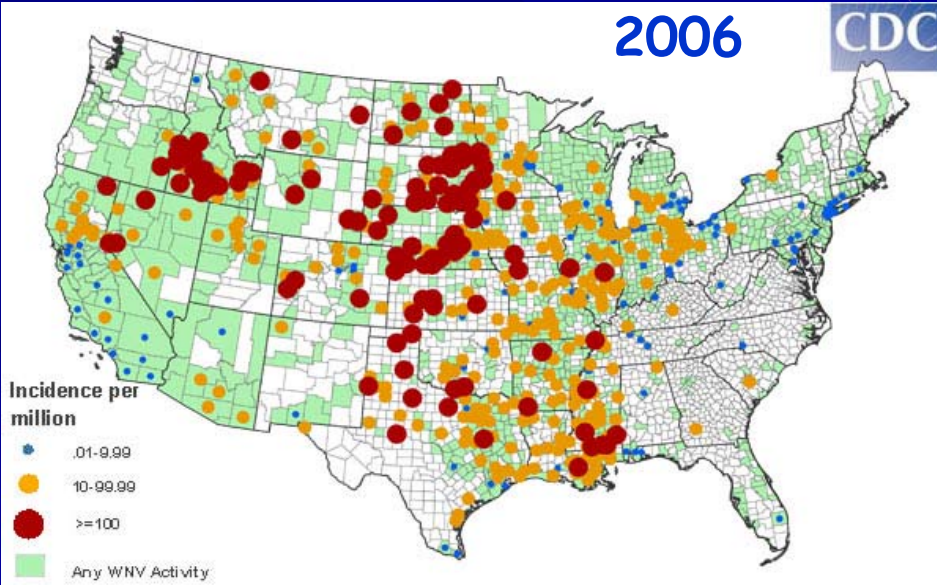 2006
CDC
Incidence per
million
.01-9.99
10-99.99
>=100
Any WNV Activity